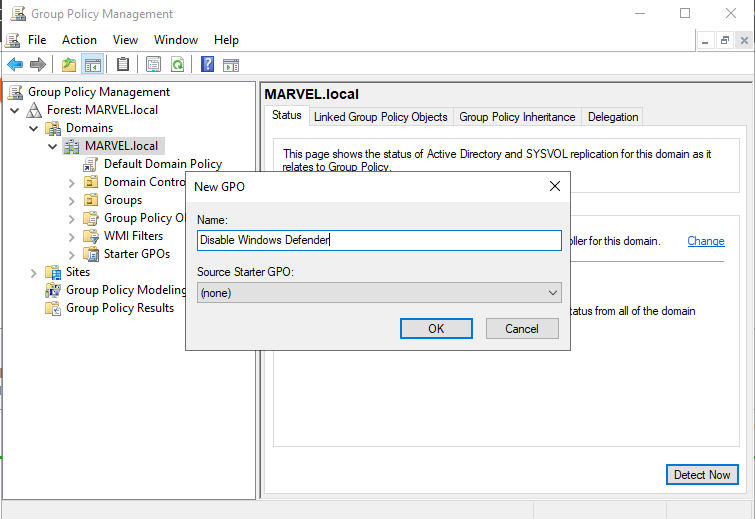 Group Policy Management
File Action View Window Help
Group Policy Management
Forest: MARVEL.local
Domains
MARVEL.local
Default Domain Policy
Domain Contro
Groups
Group Policy Ob
WMI Filters
Starter GPOs
Sites
Group Policy Modeling
Group Policy Results
MARVEL.local
Status Linked Group Policy Objects Group Policy Inheritance Delegation
This page shows the status of Active Directory and SYSVOL replication for this domain as it
relates to Group Policy.
ller for this domain. Change
status from all of the domain
Detect Now
New GPO
Name:
Disable Windows Defender
Source Starter GPO:
(none)
OK Cancel